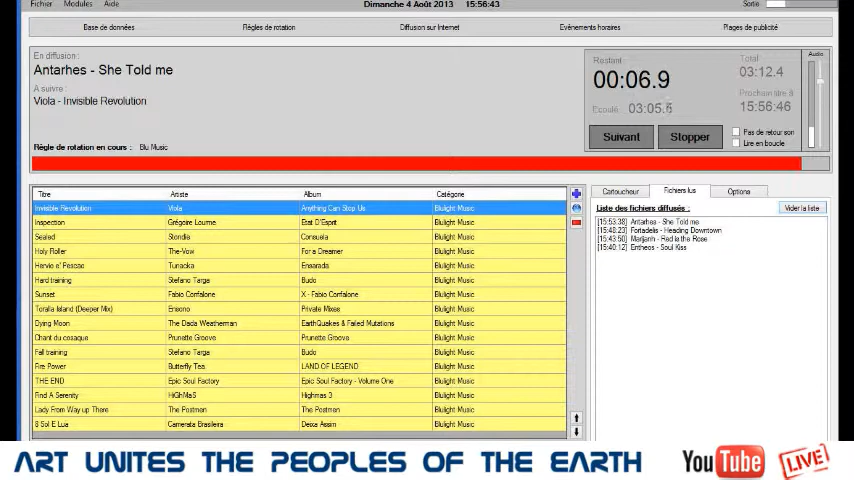 Fichier Modules Aide Dimanche 4 Août 2013 15:56:43 Sortie
Base de données Règles de rotation Diffusion sur Internet Evènements horaires Plages de publicité
En diffusion :
Antarhes - She Told me
A suivre :
Viola - Invisible Revolution
Règle de rotation en cours : Blu Music
Restant
00:06.9
Ecoulé : 03:05.5
Total
03:12.4
Prochain titre à
15:56:46
Suivant Stopper
Pas de retour son
Lire en boucle
Audio
Titre Artiste Album Catégorie
Invisible Revolution Viola Anything Can Stop Us Blulight Music
Inspection Grégoire Lourme Etat D'Esprit Blulight Music
Sealed Stondie Consuela Blulight Music
Holy Roller The-Vow For a Dreamer Blulight Music
Hervio e' Pescao Tunacka Ensarada Blulight Music
Hard training Stefano Targa Budo Blulight Music
Sunset Fabio Confalone X - Fabio Confalone Blulight Music
Toralla Island (Deeper Mix) Ensono Private Mixes Blulight Music
Dying Moon The Dada Weatherman EarthQuakes & Failed Mutations Blulight Music
Chant du cosaque Prunette Groove Prunette Groove Blulight Music
Fall training Stefano Targa Budo Blulight Music
Fire Power Butterfly Tea LAND OF LEGEND Blulight Music
THE END Epic Soul Factory Epic Soul Factory - Volume One Blulight Music
Find A Serenity HiGhMaS Highmas 3 Blulight Music
Lady From Way up There The Postmen The Postmen Blulight Music
8 Sol E Lua Camerata Brasileira Deixa Assim Blulight Music
Cartoucheur Fichiers lus Options
Liste des fichiers diffusés : Vider la liste
[15:53:38] Antarhes - She Told me
[15:48:23] Fortadelis - Heading Downtown
[15:43:50] Marjanh - Red is the Rose
[15:40:12] Entheos - Soul Kiss
ART UNITES THE PEOPLES OF THE EARTH YouTube LIVE